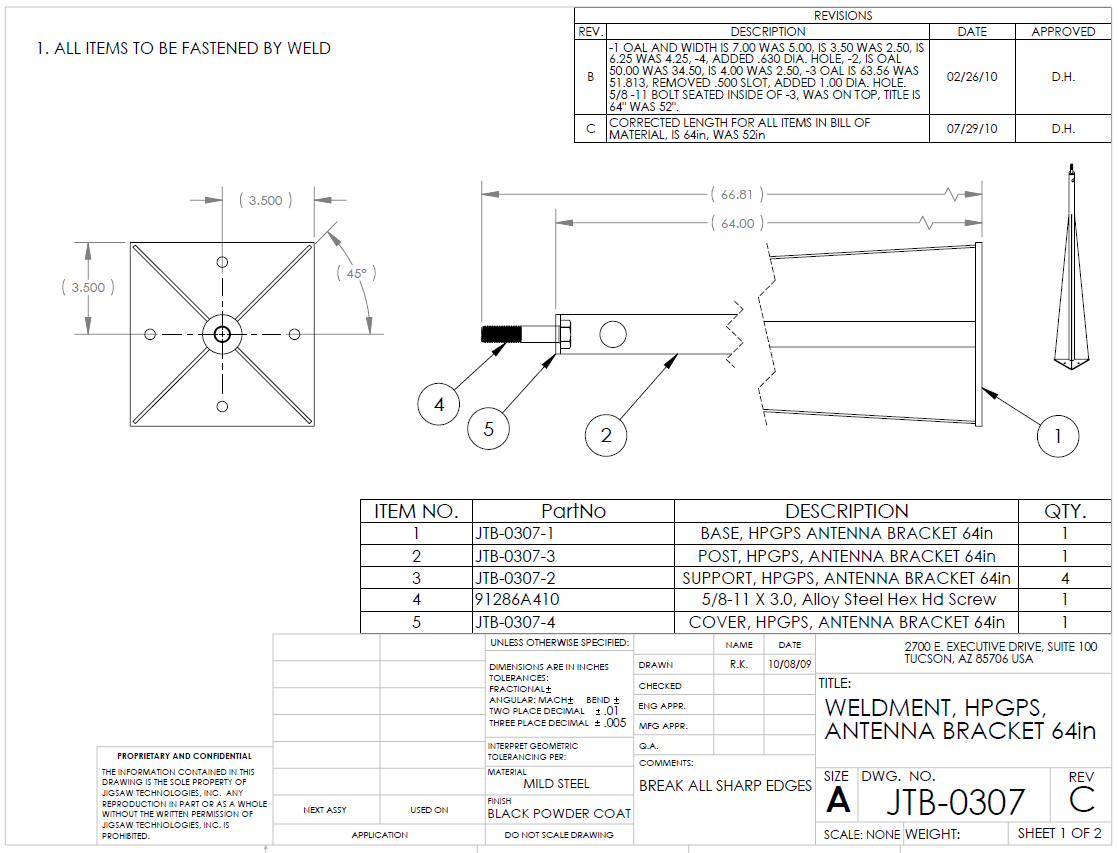 1. ALL ITEMS TO BE FASTENED BY WELD
REVISIONS
REV. DESCRIPTION DATE APPROVED
B
-1 OAL AND WIDTH IS 7.00 WAS 5.00, IS 3.50 WAS 2.50, IS
6.25 WAS 4.25, -4, ADDED .630 DIA. HOLE, -2, IS OAL
50.00 WAS 34.50, IS 4.00 WAS 2.50, -3 OAL IS 63.56 WAS
51.813, REMOVED .500 SLOT, ADDED 1.00 DIA. HOLE.
5/8 -11 BOLT SEATED INSIDE OF -3, WAS ON TOP, TITLE IS
64" WAS 52".
02/26/10 D.H.
C
CORRECTED LENGTH FOR ALL ITEMS IN BILL OF
MATERIAL, IS 64in, WAS 52in
07/29/10 D.H.
( 3.500 )
( 3.500 )
( 45° )
( 66.81 )
( 64.00 )
4
5
2
1
ITEM NO. PartNo DESCRIPTION QTY.
1 JTB-0307-1 BASE, HPGPS ANTENNA BRACKET 64in 1
2 JTB-0307-3 POST, HPGPS, ANTENNA BRACKET 64in 1
3 JTB-0307-2 SUPPORT, HPGPS, ANTENNA BRACKET 64in 4
4 91286A410 5/8-11 X 3.0, Alloy Steel Hex Hd Screw 1
5 JTB-0307-4 COVER, HPGPS, ANTENNA BRACKET 64in 1
PROPRIETARY AND CONFIDENTIAL
THE INFORMATION CONTAINED IN THIS
DRAWING IS THE SOLE PROPERTY OF
JIGSAW TECHNOLOGIES, INC. ANY
REPRODUCTION IN PART OR AS A WHOLE
WITHOUT THE WRITTEN PERMISSION OF
JIGSAW TECHNOLOGIES, INC. IS
PROHIBITED.
NEXT ASSY USED ON
APPLICATION
UNLESS OTHERWISE SPECIFIED:
DIMENSIONS ARE IN INCHES
TOLERANCES:
FRACTIONAL±
ANGULAR: MACH± BEND ±
TWO PLACE DECIMAL ± .01
THREE PLACE DECIMAL ± .005
INTERPRET GEOMETRIC
TOLERANCING PER:
MATERIAL
MILD STEEL
FINISH
BLACK POWDER COAT
DO NOT SCALE DRAWING
NAME DATE
DRAWN R.K. 10/08/09
CHECKED
ENG APPR.
MFG APPR.
Q.A.
COMMENTS:
BREAK ALL SHARP EDGES
2700 E. EXECUTIVE DRIVE, SUITE 100
TUCSON, AZ 85706 USA
TITLE:
WELDMENT, HPGPS,
ANTENNA BRACKET 64in
SIZE DWG. NO. REV
A JTB-0307 C
SCALE: NONE WEIGHT: SHEET 1 OF 2